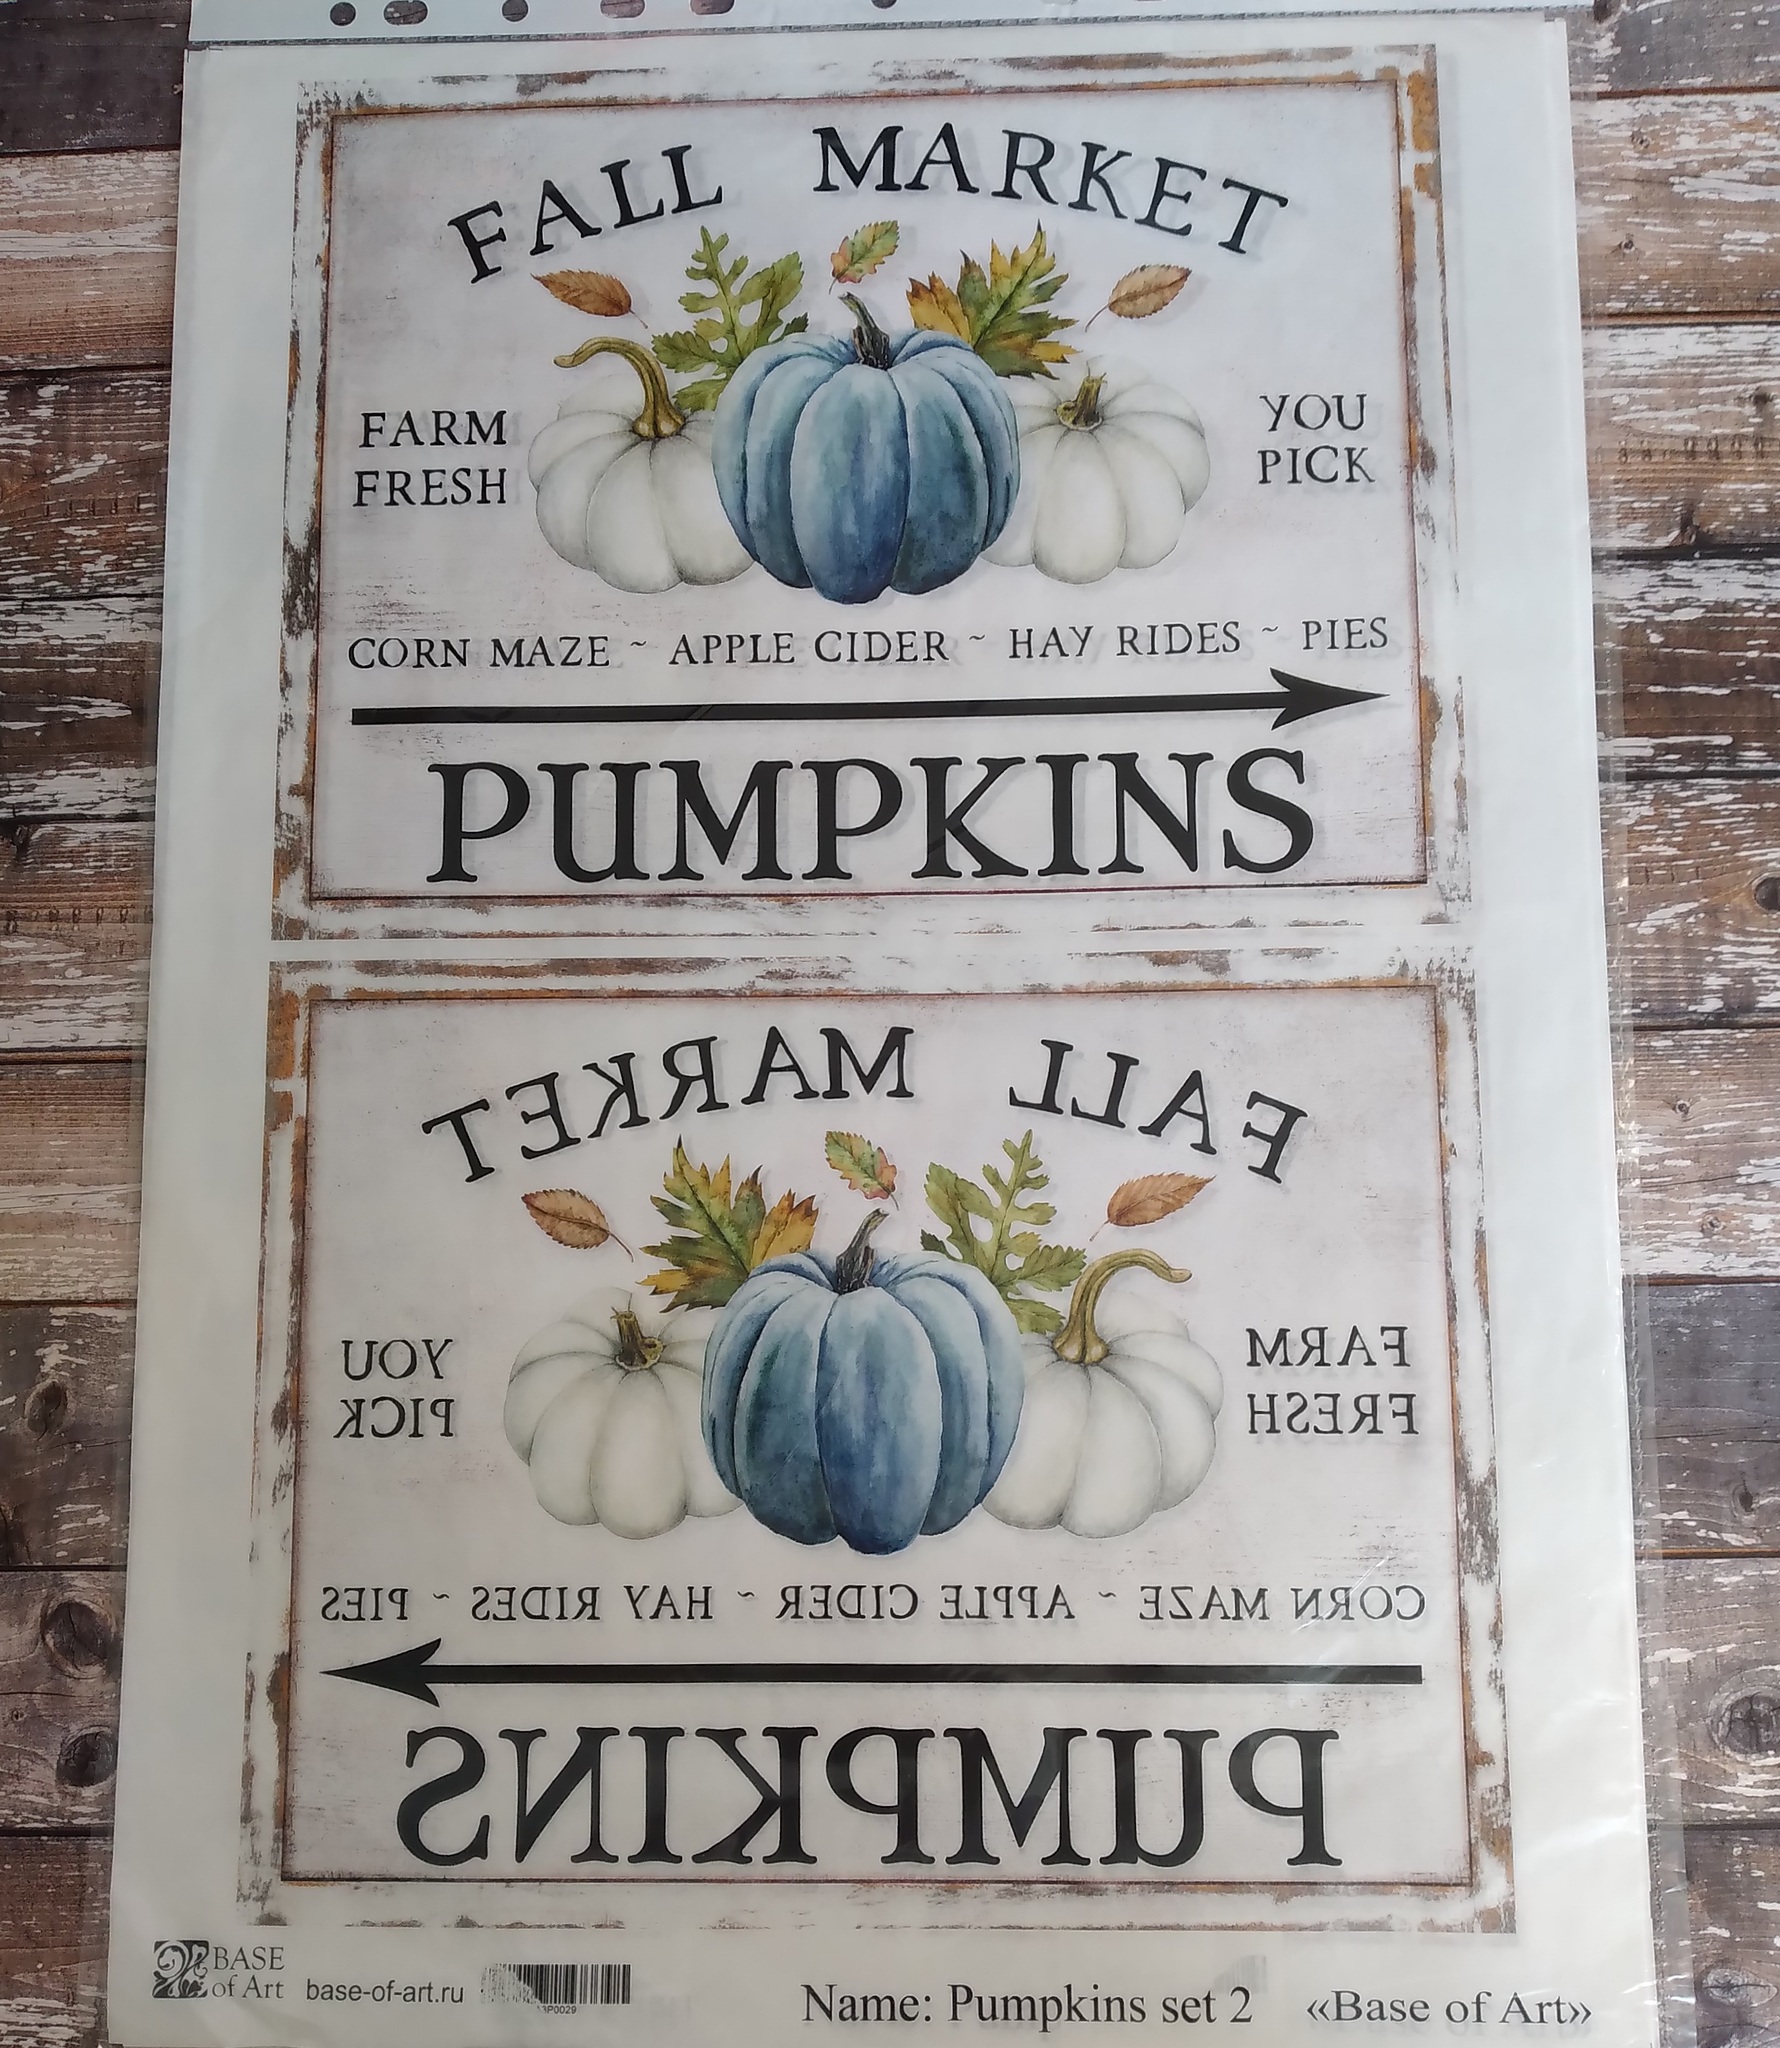 FALL MARKET
FARM
FRESH
YOU
PICK
CORN MAZE ~ APPLE CIDER ~ HAY RIDES ~ PIES
PUMPKINS
FALL MARKET
FARM
FRESH
YOU
PICK
CORN MAZE ~ APPLE CIDER ~ HAY RIDES ~ PIES
PUMPKINS
BASE
of Art
base-of-art.ru
Name: Pumpkins set 2
«Base of Art»